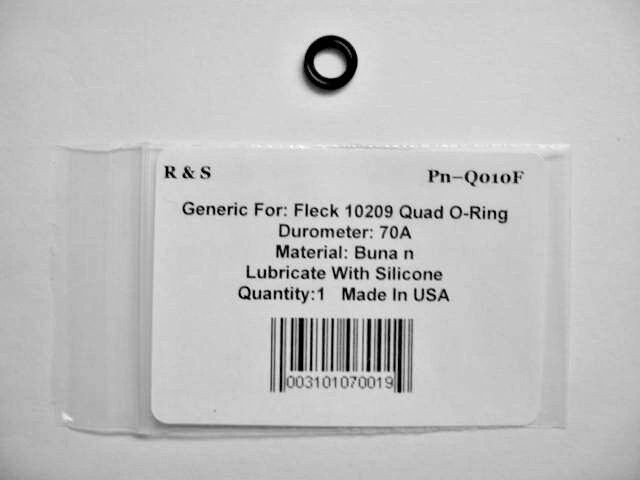 R & S Pn-Q010F
Generic For: Fleck 10209 Quad O-Ring
Durometer: 70A
Material: Buna n
Lubricate With Silicone
Quantity:1 Made In USA
003101070019